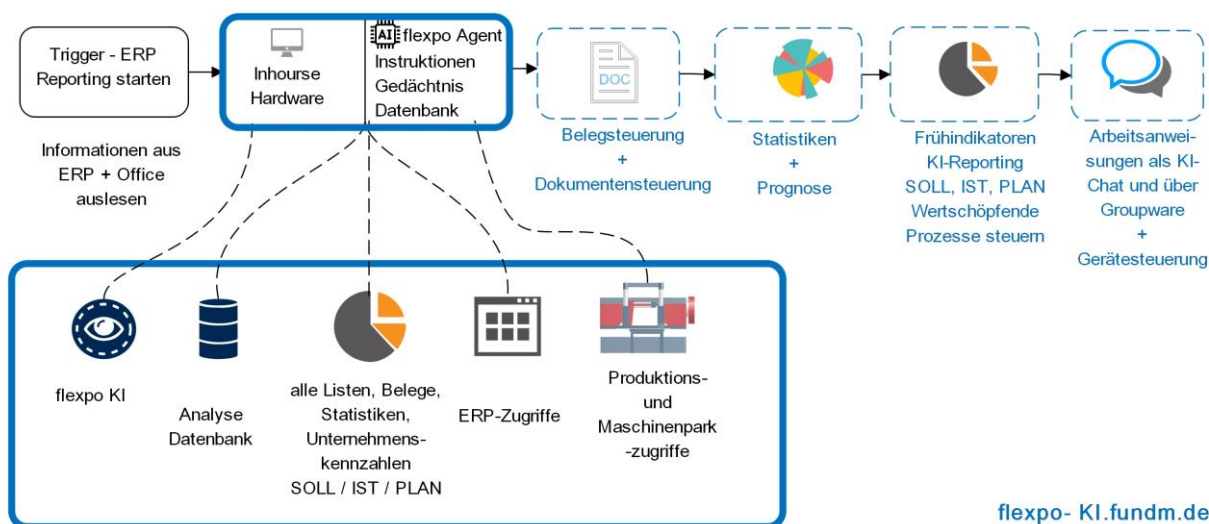 Trigger - ERP
Reporting starten
Informationen aus
ERP + Office
auslesen
Inhourse
Hardware
AI flexpo Agent
Instruktionen
Gedächtnis
Datenbank
DOC
Belegsteuerung
+
Dokumentensteuerung
Statistiken
+
Prognose
Frühindikatoren
KI-Reporting
SOLL, IST, PLAN
Wertschöpfende
Prozesse steuern
Arbeitsanwei-
sungen als KI-
Chat und über
Groupware
+
Gerätesteuerung
flexpo KI
Analyse
Datenbank
alle Listen, Belege,
Statistiken,
Unternehmens-
kennzahlen
SOLL / IST / PLAN
ERP-Zugriffe
Produktions-
und
Maschinenpark
-zugriffe
flexpo- KI.fundm.de